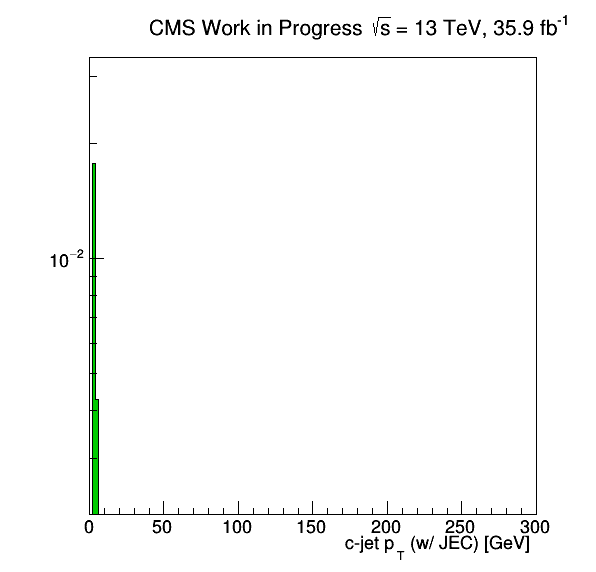 CMS Work in Progress √s = 13 TeV, 35.9 fb⁻¹
10⁻²
0 50 100 150 200 250 300
c-jet p_T (w/ JEC) [GeV]